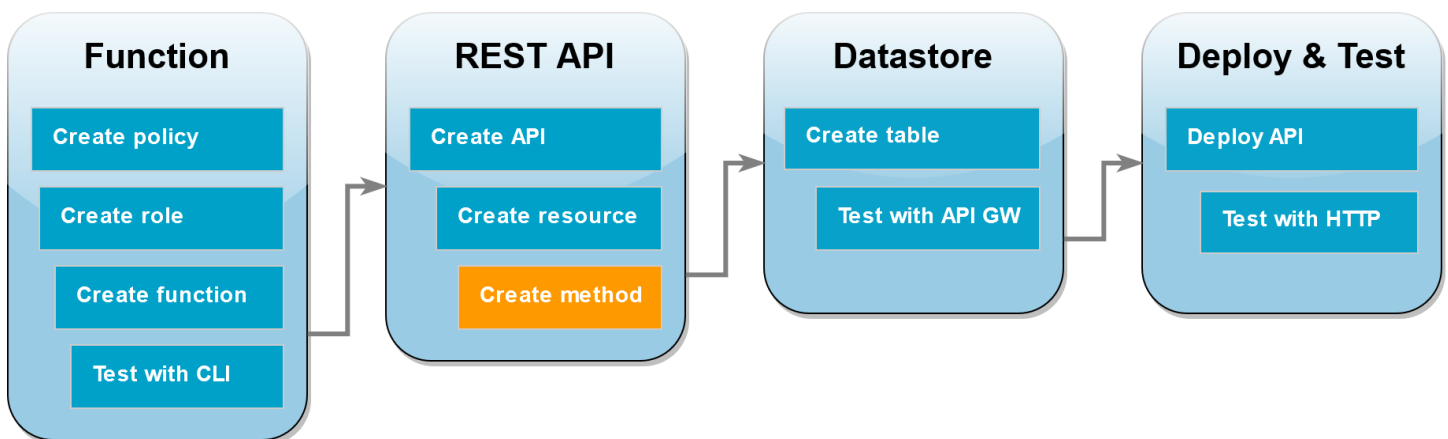 Function
Create policy
Create role
Create function
Test with CLI
REST API
Create API
Create resource
Create method
Datastore
Create table
Test with API GW
Deploy & Test
Deploy API
Test with HTTP